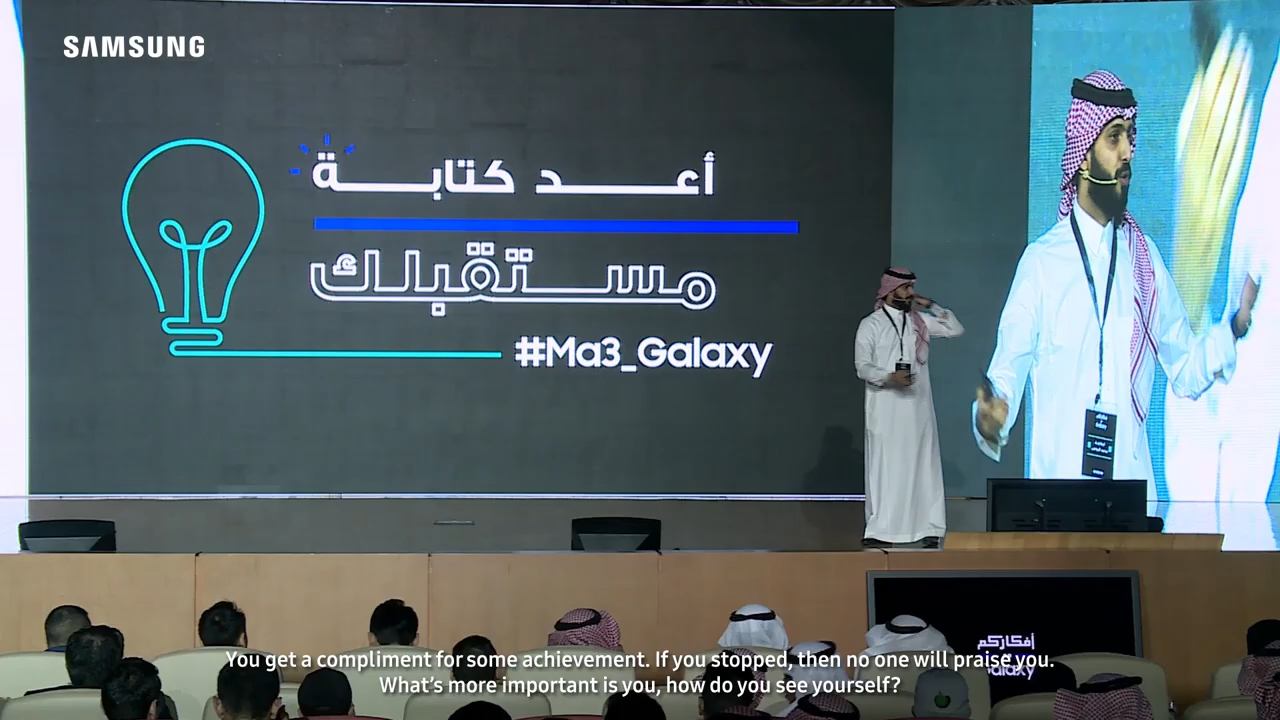 SAMSUNG
أعد كتابة
مستقبلك
#Ma3_Galaxy
أفكاركم
Galaxy
You get a compliment for some achievement. If you stopped, then no one will praise you.
What's more important is you, how do you see yourself?